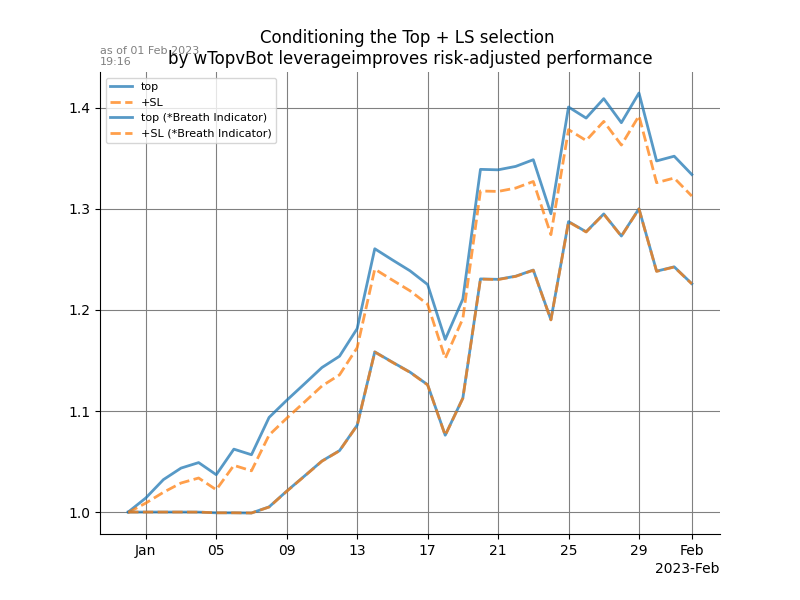 Conditioning the Top + LS selection
by wTopvBot leverageimproves risk-adjusted performance
as of 01 Feb 2023
19:16
top
+SL
top (*Breath Indicator)
+SL (*Breath Indicator)
1.4
1.3
1.2
1.1
1.0
Jan 05 09 13 17 21 25 29 Feb
2023-Feb